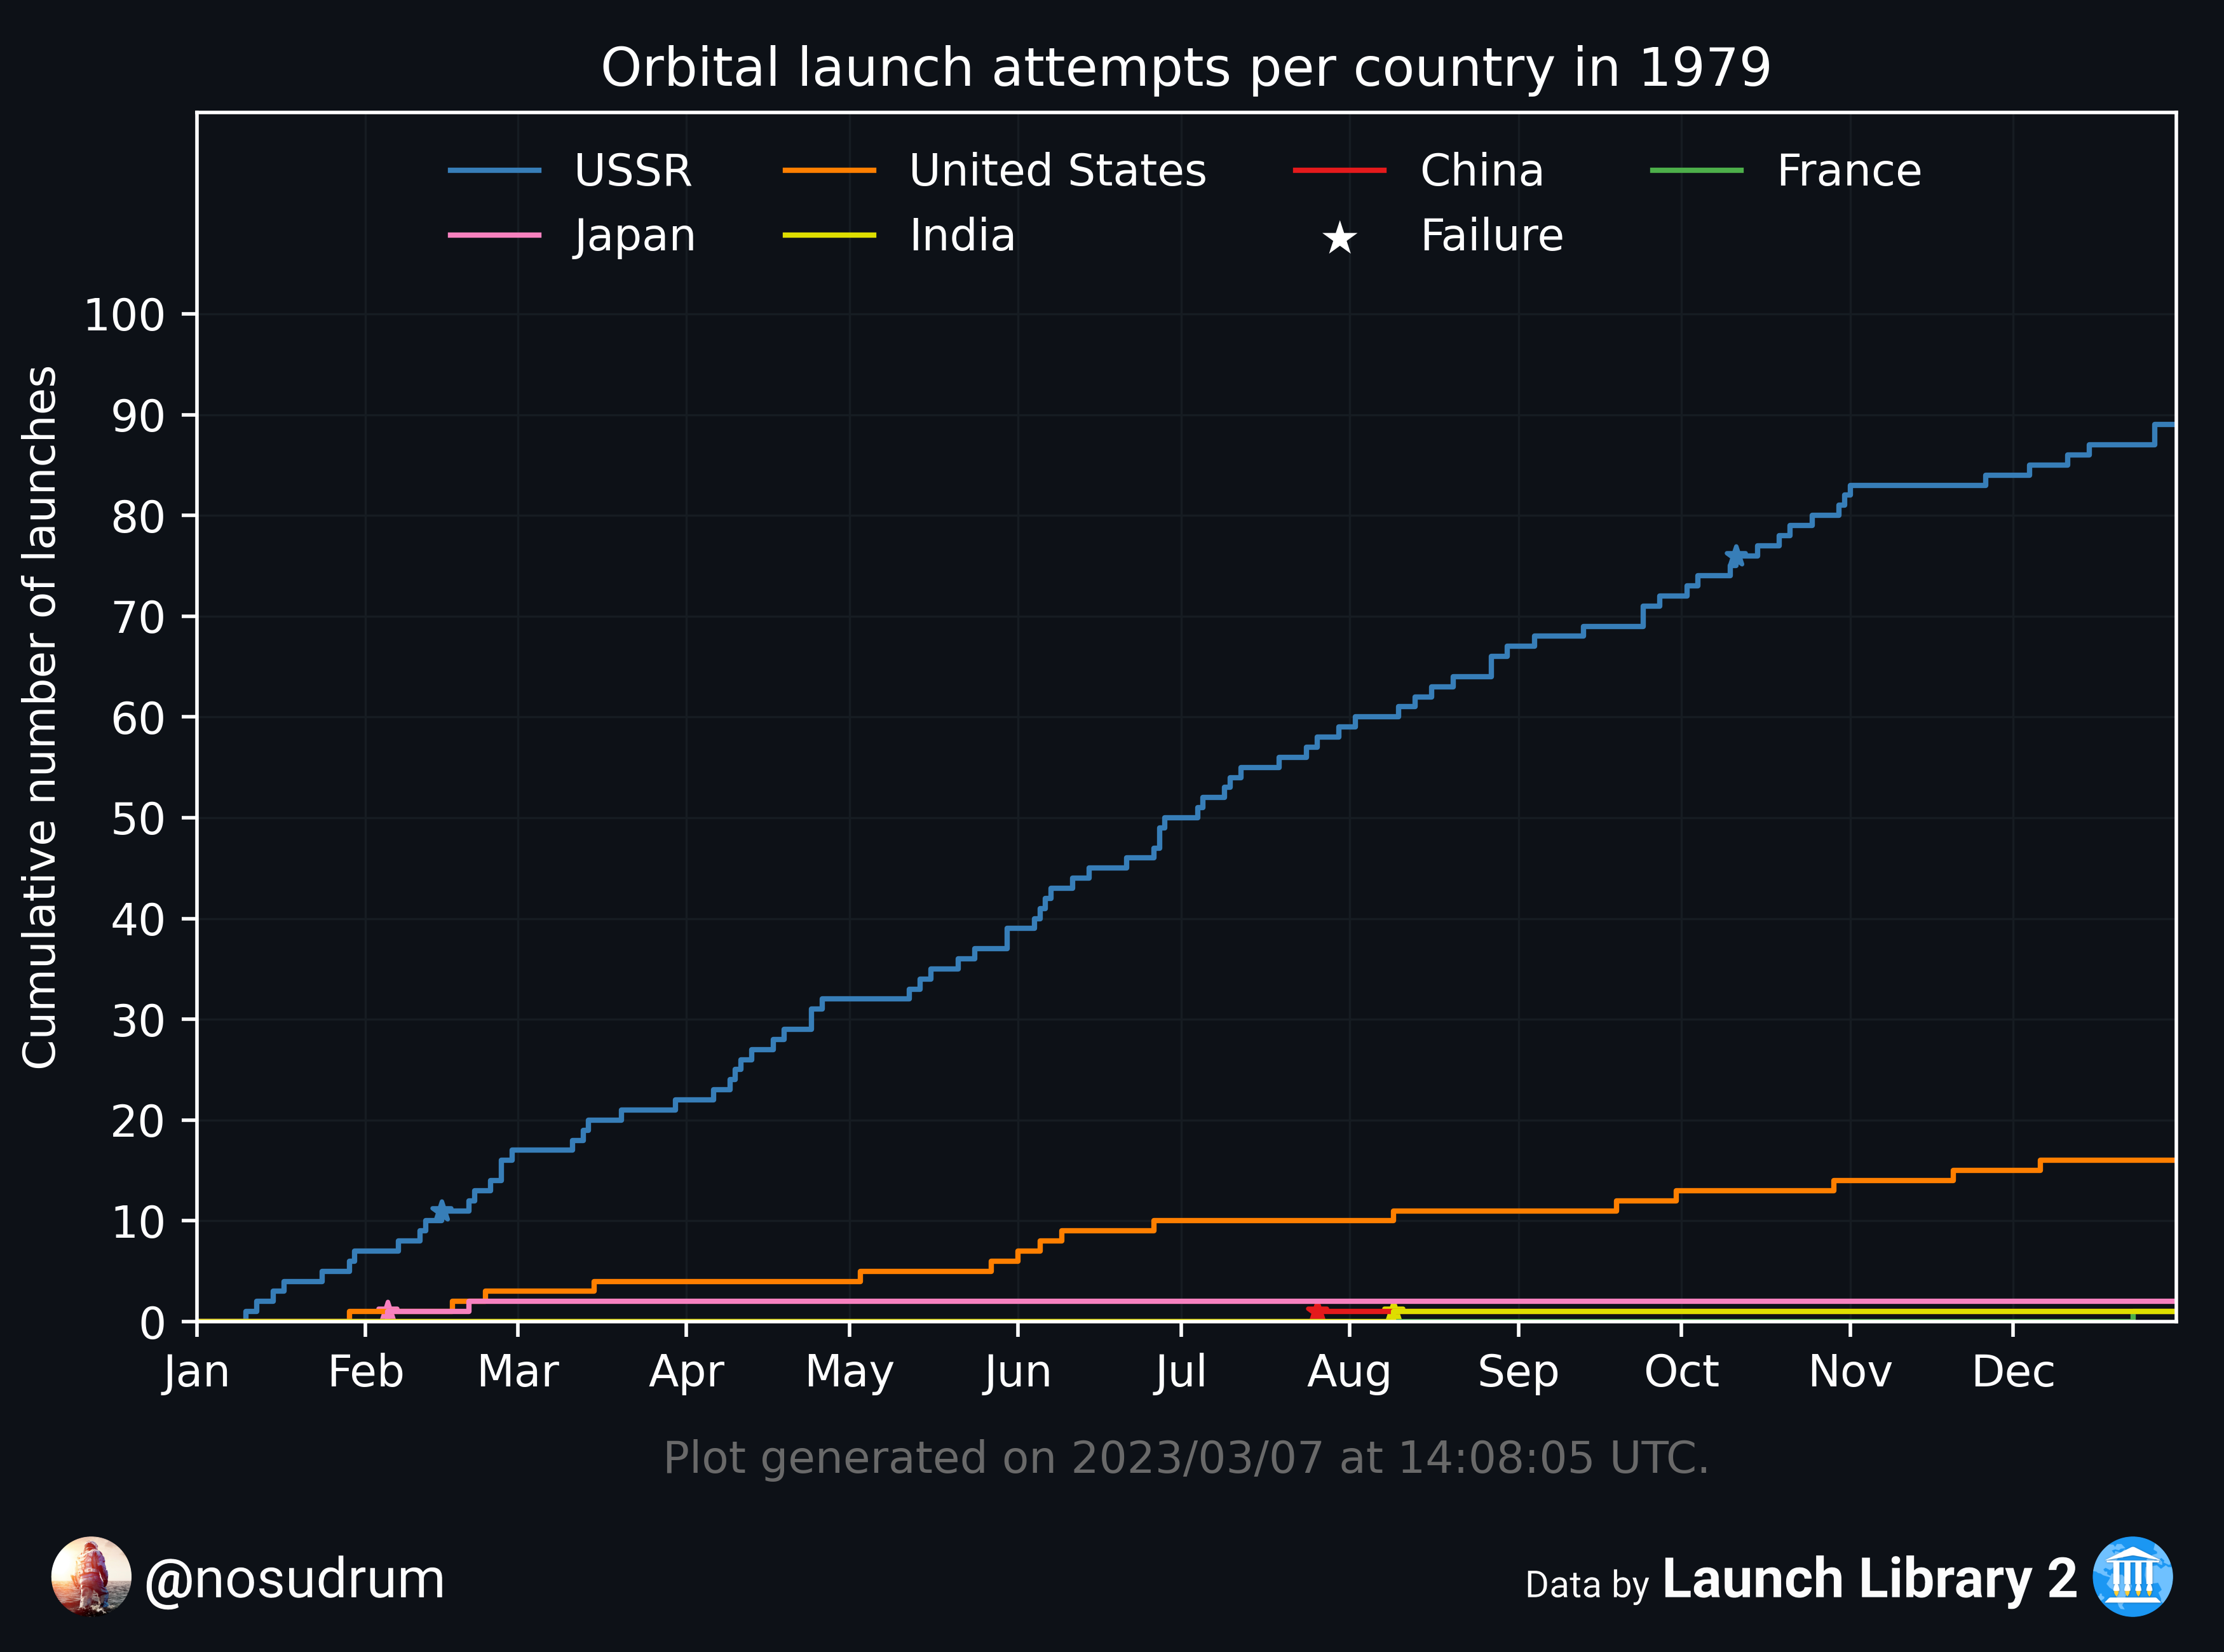 Orbital launch attempts per country in 1979
USSR United States China France
Japan India Failure
Cumulative number of launches
100
90
80
70
60
50
40
30
20
10
0
Jan Feb Mar Apr May Jun Jul Aug Sep Oct Nov Dec
Plot generated on 2023/03/07 at 14:08:05 UTC.
@nosudrum
Data by Launch Library 2